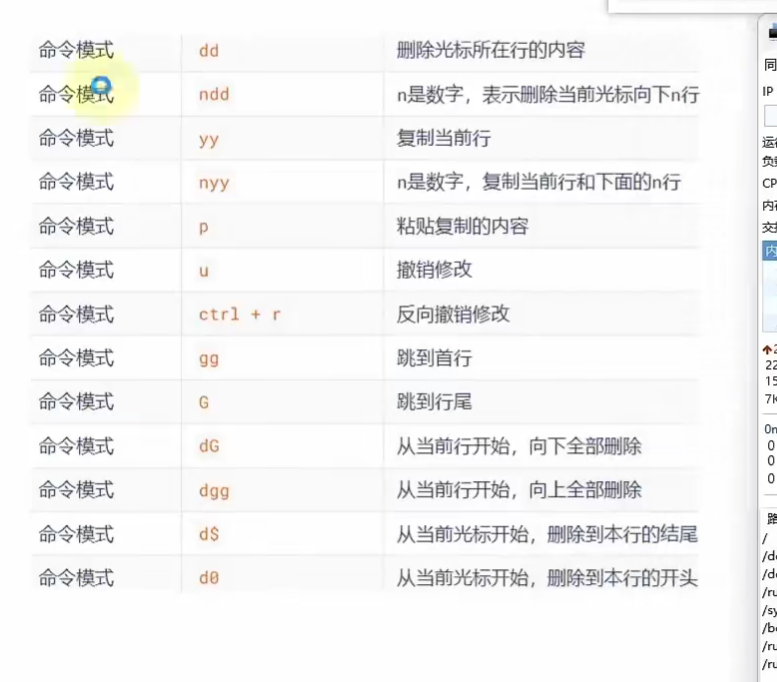 命令模式 dd 删除光标所在行的内容
命令模式 ndd n是数字，表示删除当前光标向下n行
命令模式 yy 复制当前行
命令模式 nyy n是数字，复制当前行和下面的n行
命令模式 p 粘贴复制的内容
命令模式 u 撤销修改
命令模式 ctrl + r 反向撤销修改
命令模式 gg 跳到首行
命令模式 G 跳到行尾
命令模式 dG 从当前行开始，向下全部删除
命令模式 dgg 从当前行开始，向上全部删除
命令模式 d$ 从当前光标开始，删除到本行的结尾
命令模式 d0 从当前光标开始，删除到本行的开头
同
IP
运
负
CP
内
交
内
22
15
7K
0
0
0
路
/
/d
/d
/ru
/sy
/b
/ru
/ru